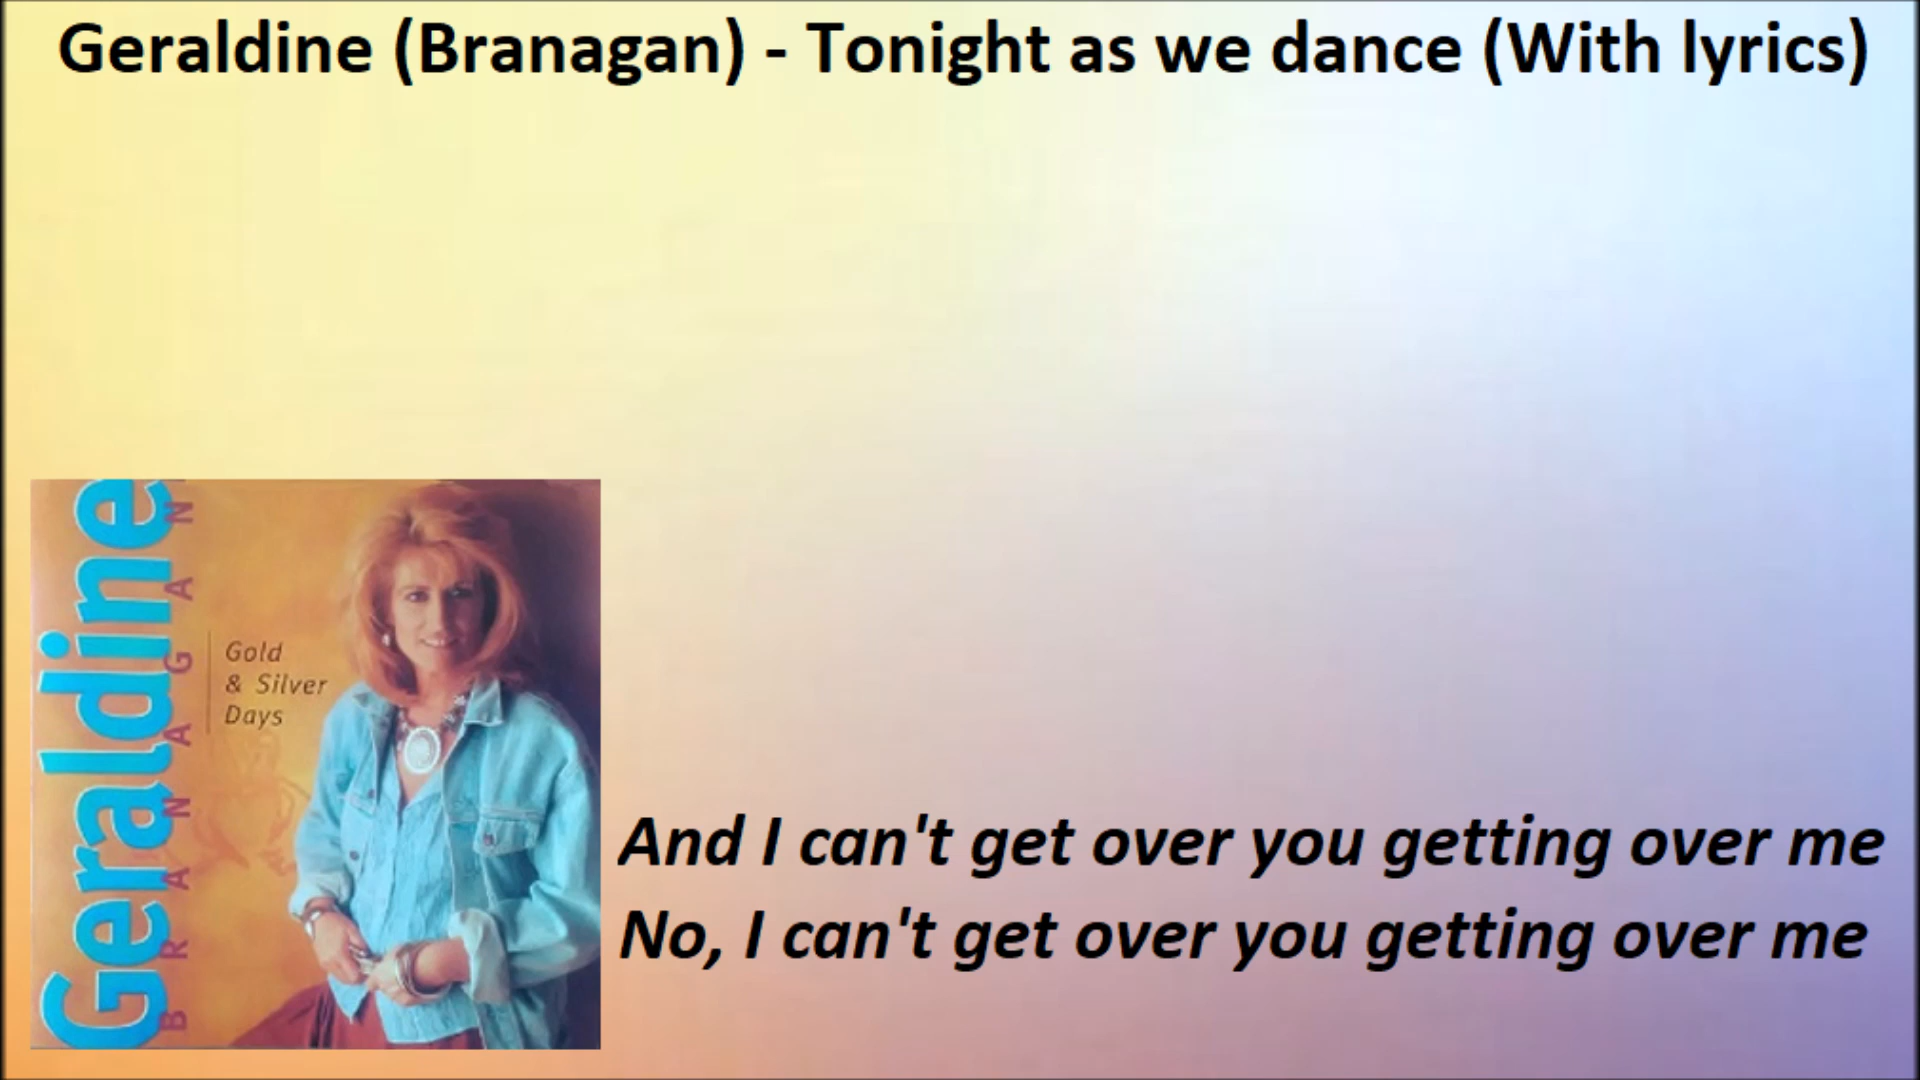 Geraldine (Branagan) - Tonight as we dance (With lyrics)
Geraldine
BRANAGAN
Gold
& Silver
Days
And I can't get over you getting over me
No, I can't get over you getting over me